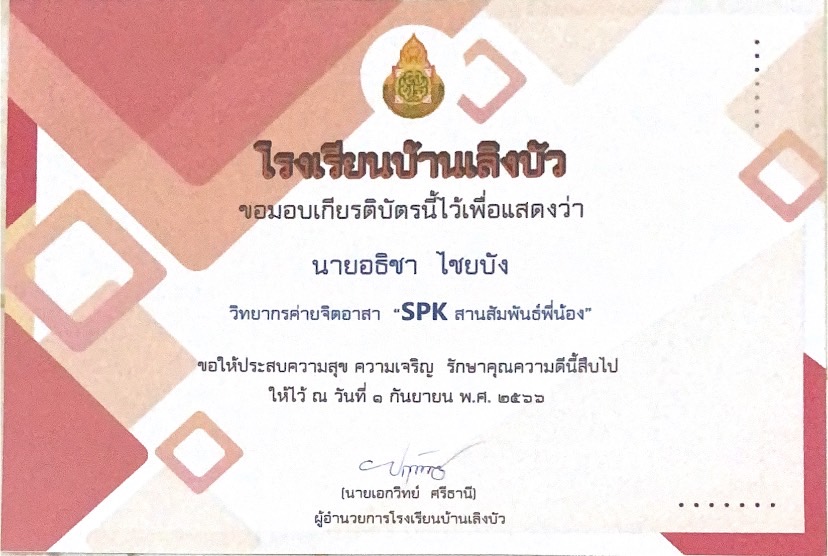 โรงเรียนบ้านเลิงบัว
ขอมอบเกียรติบัตรนี้ไว้เพื่อแสดงว่า
นายอธิชา ไชยบัง
วิทยากรค่ายจิตอาสา “SPK สานสัมพันธ์พี่น้อง”
ขอให้ประสบความสุข ความเจริญ รักษาคุณความดีนี้สืบไป
ให้ไว้ ณ วันที่ ๑ กันยายน พ.ศ. ๒๕๖๖
(นายเอกวิทย์ ศรีธานี)
ผู้อำนวยการโรงเรียนบ้านเลิงบัว